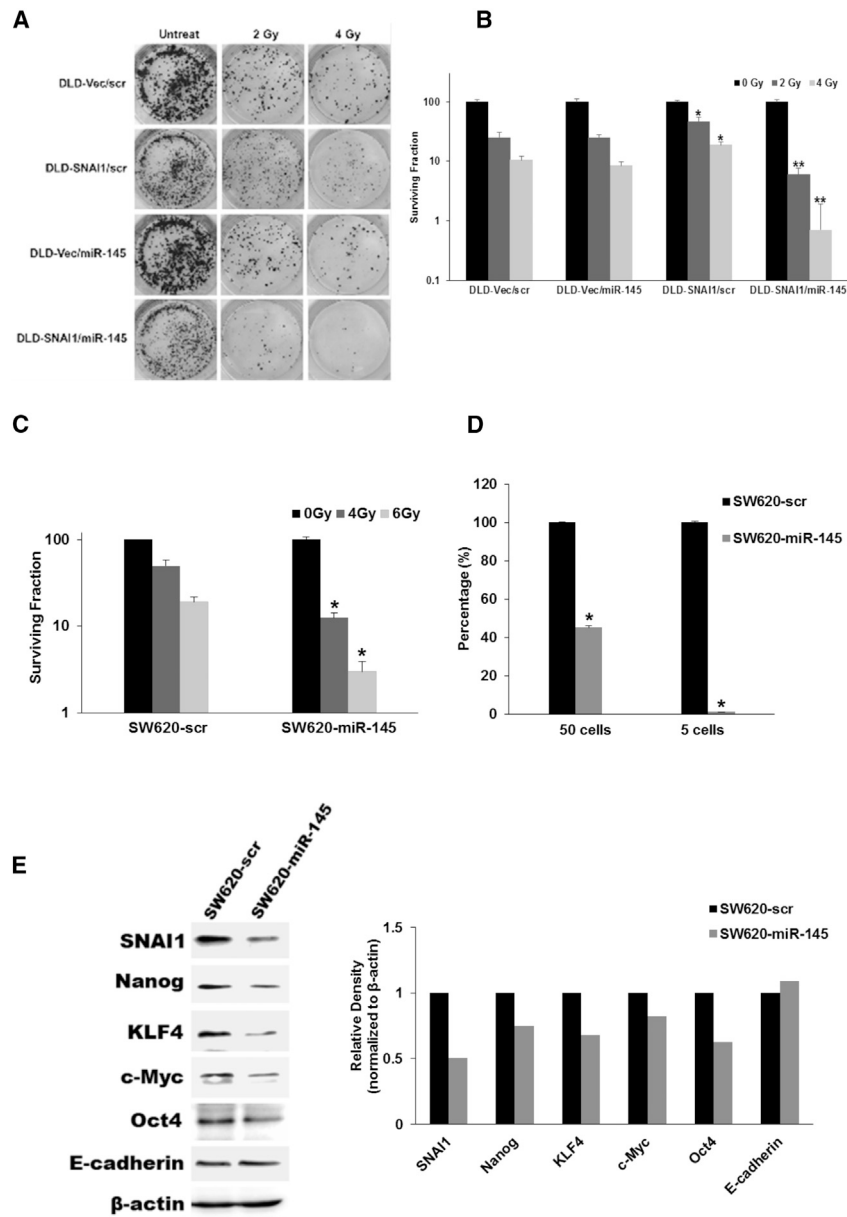 A
Untreat 2 Gy 4 Gy
DLD-Vec/scr
DLD-SNAI1/scr
DLD-Vec/miR-145
DLD-SNAI1/miR-145
B
0 Gy 2 Gy 4 Gy
Surviving Fraction
100
10
1
0.1
* * ** **
DLD-Vec/scr DLD-Vec/miR-145 DLD-SNAI1/scr DLD-SNAI1/miR-145
C
0Gy 4Gy 6Gy
Surviving Fraction
100
10
1
* *
SW620-scr SW620-miR-145
D
SW620-scr
SW620-miR-145
Percentage (%)
120
100
80
60
40
20
0
* *
50 cells 5 cells
E
SW620-scr
SW620-miR-145
SNAI1
Nanog
KLF4
c-Myc
Oct4
E-cadherin
β-actin
SW620-scr
SW620-miR-145
Relative Density
(normalized to β-actin)
1.5
1
0.5
0
SNAI1
Nanog
KLF4
c-Myc
Oct4
E-cadherin